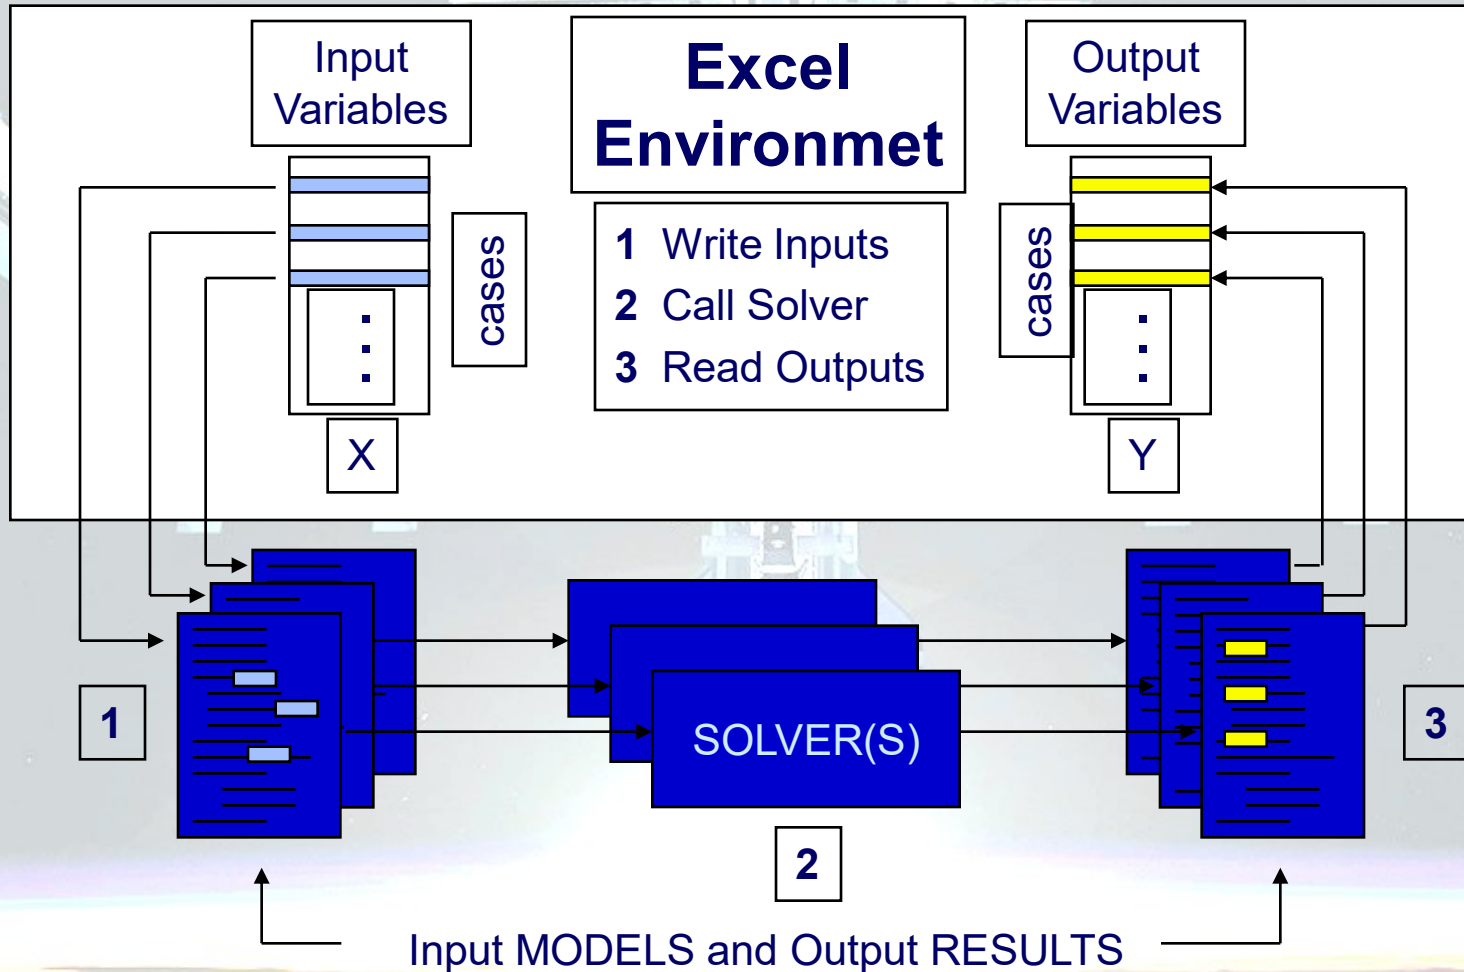 Input
Variables
Excel
Environmet
Output
Variables
cases
1 Write Inputs
2 Call Solver
3 Read Outputs
cases
X
Y
1
SOLVER(S)
3
2
Input MODELS and Output RESULTS